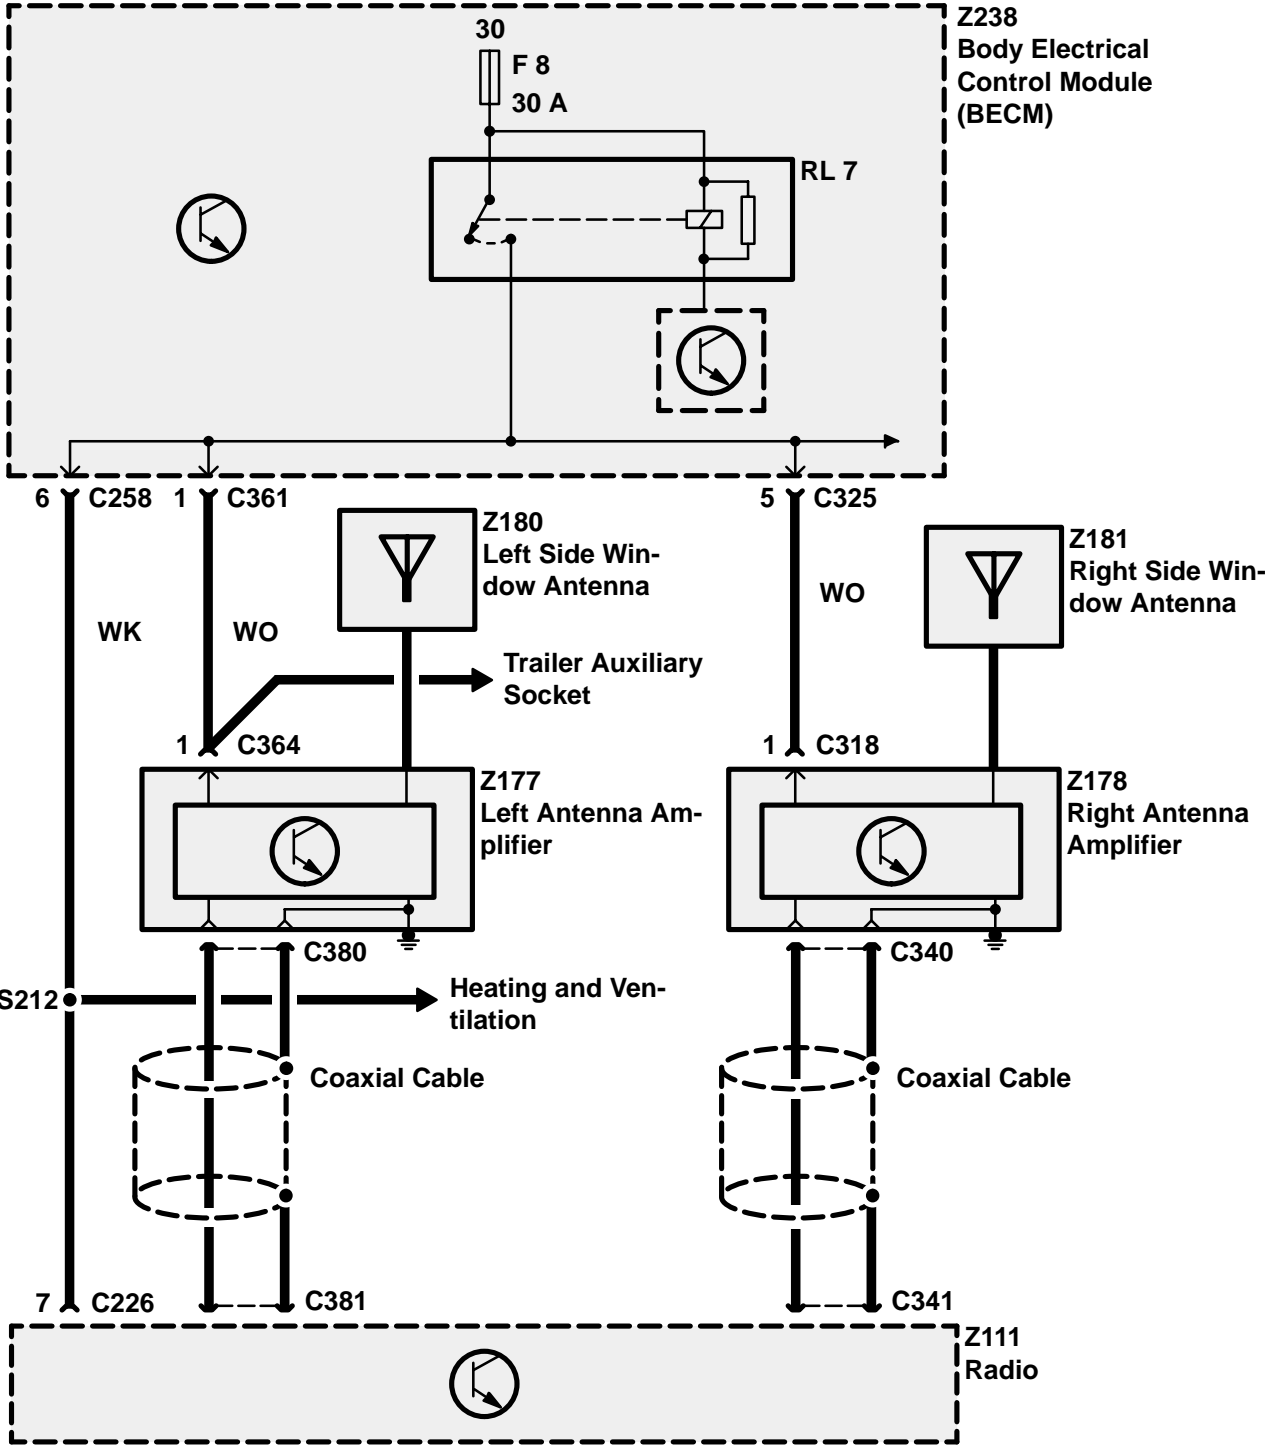 Z238
Body Electrical
Control Module
(BECM)
30
F 8
30 A
RL 7
6 C258 1 C361
5 C325
Z180
Left Side Win-
dow Antenna
Z181
Right Side Win-
dow Antenna
WK
WO
WO
Trailer Auxiliary
Socket
1 C364
1 C318
Z177
Left Antenna Am-
plifier
Z178
Right Antenna
Amplifier
C380
C340
S212
Heating and Ven-
tilation
Coaxial Cable
Coaxial Cable
7 C226
C381
C341
Z111
Radio